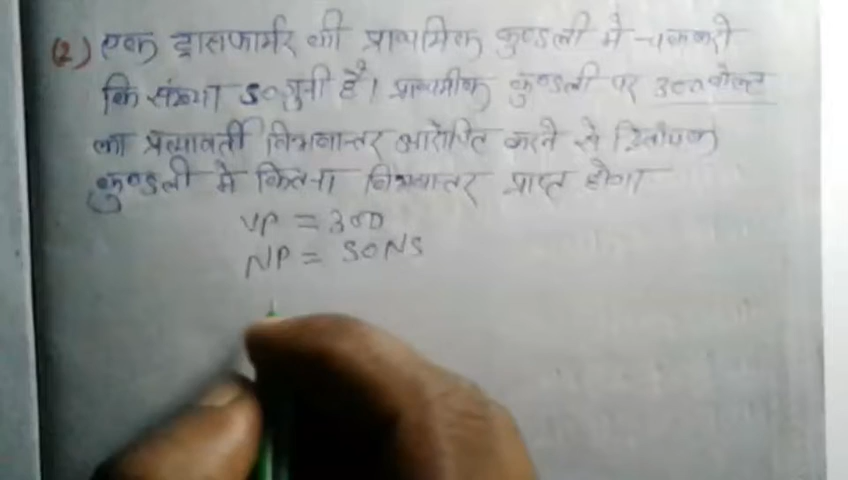 (2) एक ट्रासफार्मर की प्राथमिक कुण्डली मे चक्करो
कि संख्या 50गुनी है। प्राथमीक कुण्डली पर 300 वोल्ट
का प्रत्यावर्ती विभवान्तर आरोपित करने से द्वितीयक
कुण्डली मे कितना विभवान्तर प्राप्त होगा
VP = 300
NP = 50NS